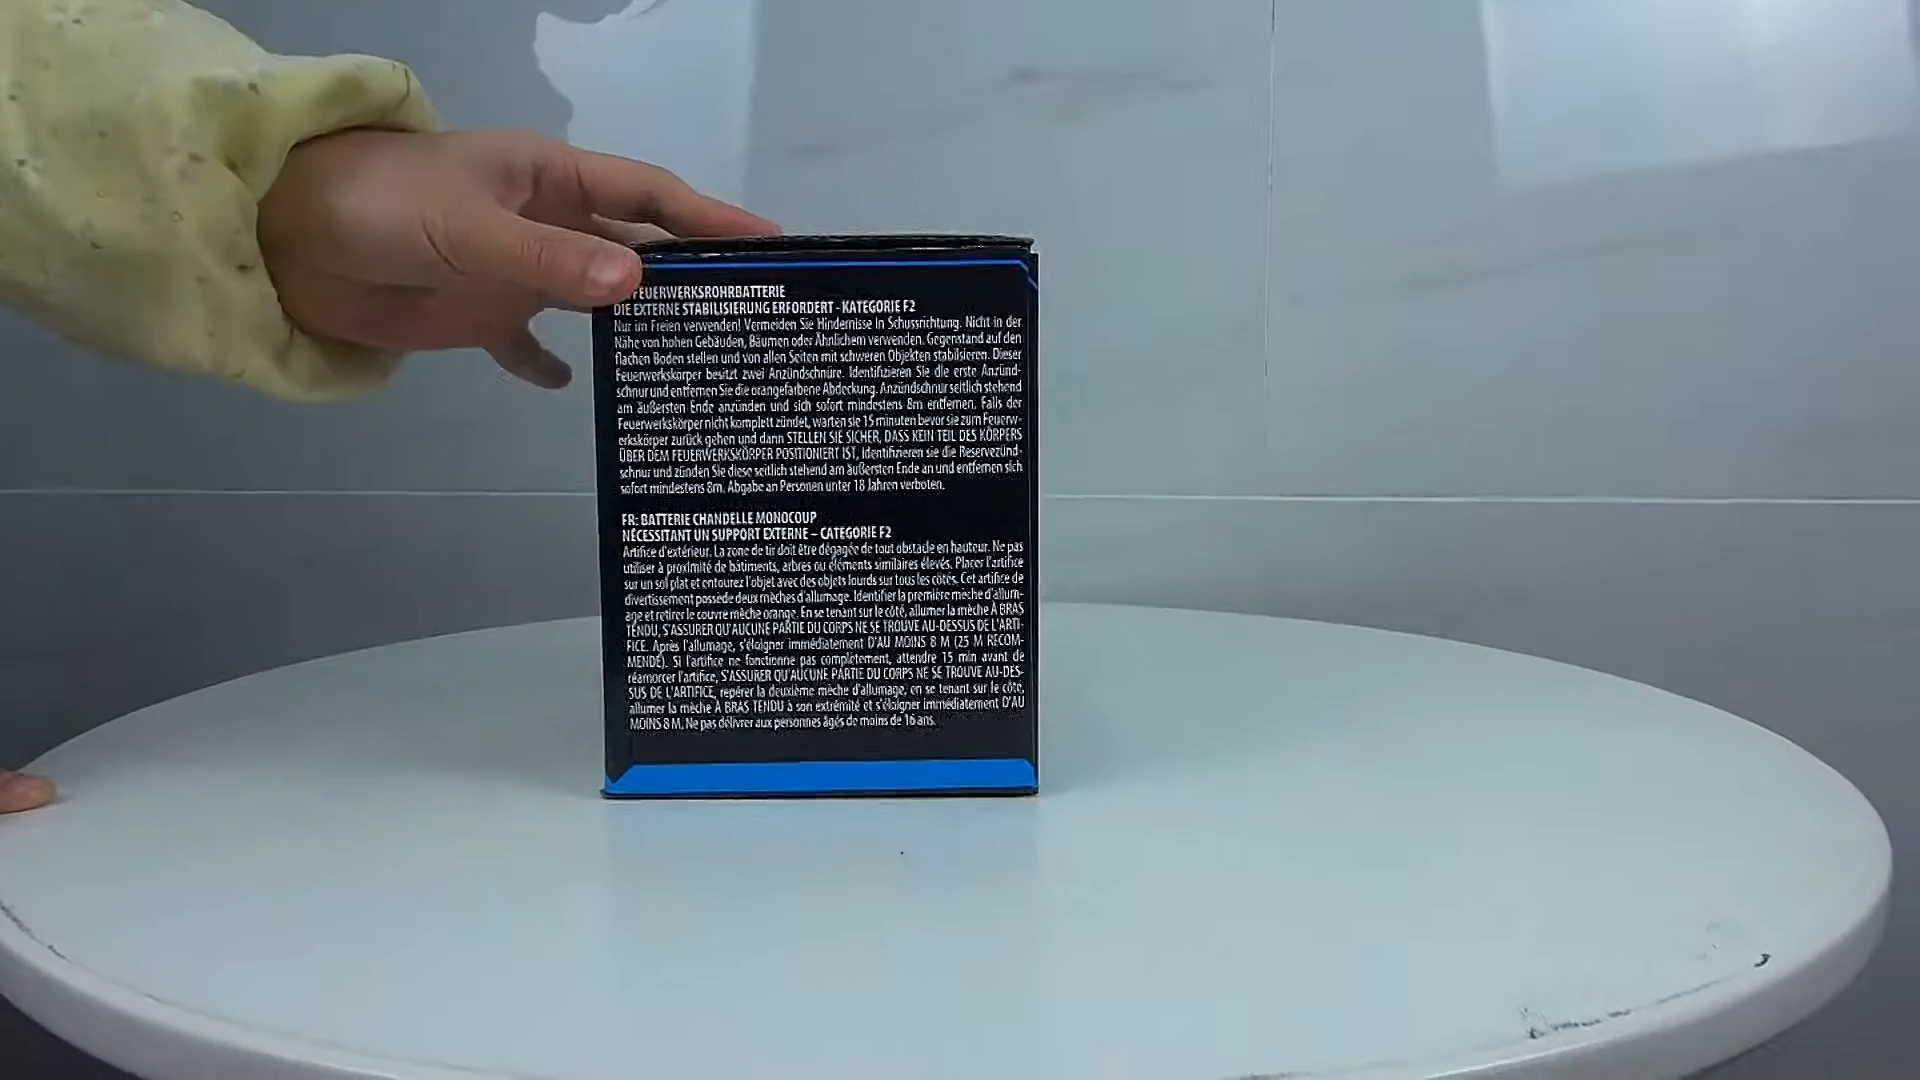 FEUERWERKSROHRBATTERIE
DIE EXTERNE STABILISIERUNG ERFORDERT - KATEGORIE F2
Nur im Freien verwenden! Vermeiden Sie Hindernisse in Schussrichtung. Nicht in der
Nähe von hohen Gebäuden, Bäumen oder Ähnlichem verwenden. Gegenstand auf den
flachen Boden stellen und von allen Seiten mit schweren Objekten stabilisieren. Dieser
Feuerwerkskörper besitzt zwei Anzündschnüre. Identifizieren Sie die erste Anzünd-
schnur und entfernen Sie die orangefarbene Abdeckung. Anzündschnur seitlich stehend
am äußersten Ende anzünden und sich sofort mindestens 8m entfernen. Falls der
Feuerwerkskörper nicht komplett zündet, warten sie 15 minuten bevor sie zum Feuerw-
erkskörper zurück gehen und dann STELLEN SIE SICHER, DASS KEIN TEIL DES KÖRPERS
ÜBER DEM FEUERWERKSKÖRPER POSITIONIERT IST, identifizieren sie die Reservezünd-
schnur und zünden Sie diese seitlich stehend am äußersten Ende an und entfernen sich
sofort mindestens 8m. Abgabe an Personen unter 18 Jahren verboten.
FR: BATTERIE CHANDELLE MONOCOUP
NÉCESSITANT UN SUPPORT EXTERNE – CATEGORIE F2
Artifice d'extérieur. La zone de tir doit être dégagée de tout obstacle en hauteur. Ne pas
utiliser à proximité de bâtiments, arbres ou éléments similaires élevés. Placer l'artifice
sur un sol plat et entourez l'objet avec des objets lourds sur tous les côtés. Cet artifice de
divertissement possède deux mèches d'allumage. Identifier la première mèche d'allum-
age et retirer le couvre mèche orange. En se tenant sur le côté, allumer la mèche À BRAS
TENDU, S'ASSURER QU'AUCUNE PARTIE DU CORPS NE SE TROUVE AU-DESSUS DE L'ARTI-
FICE. Après l'allumage, s'éloigner immédiatement D'AU MOINS 8 M (25 M RECOM-
MENDÉ). Si l'artifice ne fonctionne pas complètement, attendre 15 min avant de
réamorcer l'artifice, S'ASSURER QU'AUCUNE PARTIE DU CORPS NE SE TROUVE AU-DES-
SUS DE L'ARTIFICE, repérer la deuxième mèche d'allumage, en se tenant sur le côté,
allumer la mèche À BRAS TENDU à son extrémité et s'éloigner immédiatement D'AU
MOINS 8 M. Ne pas délivrer aux personnes âgés de moins de 16 ans.